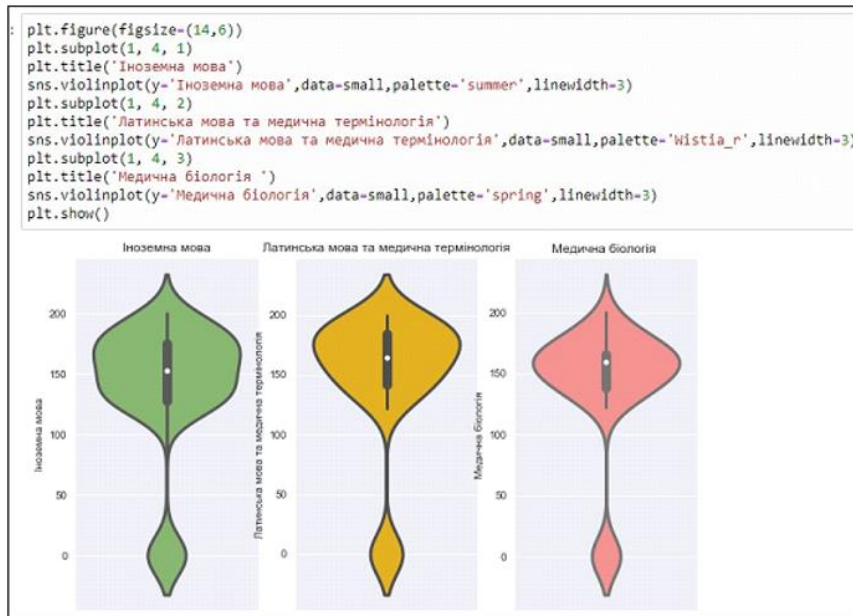 : plt.figure(figsize=(14,6))
plt.subplot(1, 4, 1)
plt.title('Іноземна мова')
sns.violinplot(y='Іноземна мова',data=small,palette='summer',linewidth=3)
plt.subplot(1, 4, 2)
plt.title('Латинська мова та медична термінологія')
sns.violinplot(y='Латинська мова та медична термінологія',data=small,palette='Wistia_r',linewidth=3)
plt.subplot(1, 4, 3)
plt.title('Медична біологія ')
sns.violinplot(y='Медична біологія',data=small,palette='spring',linewidth=3)
plt.show()
Іноземна мова
Іноземна мова
200
150
100
50
0
Латинська мова та медична термінологія
Латинська мова та медична термінологія
200
150
100
50
0
Медична біологія
Медична біологія
200
150
100
50
0